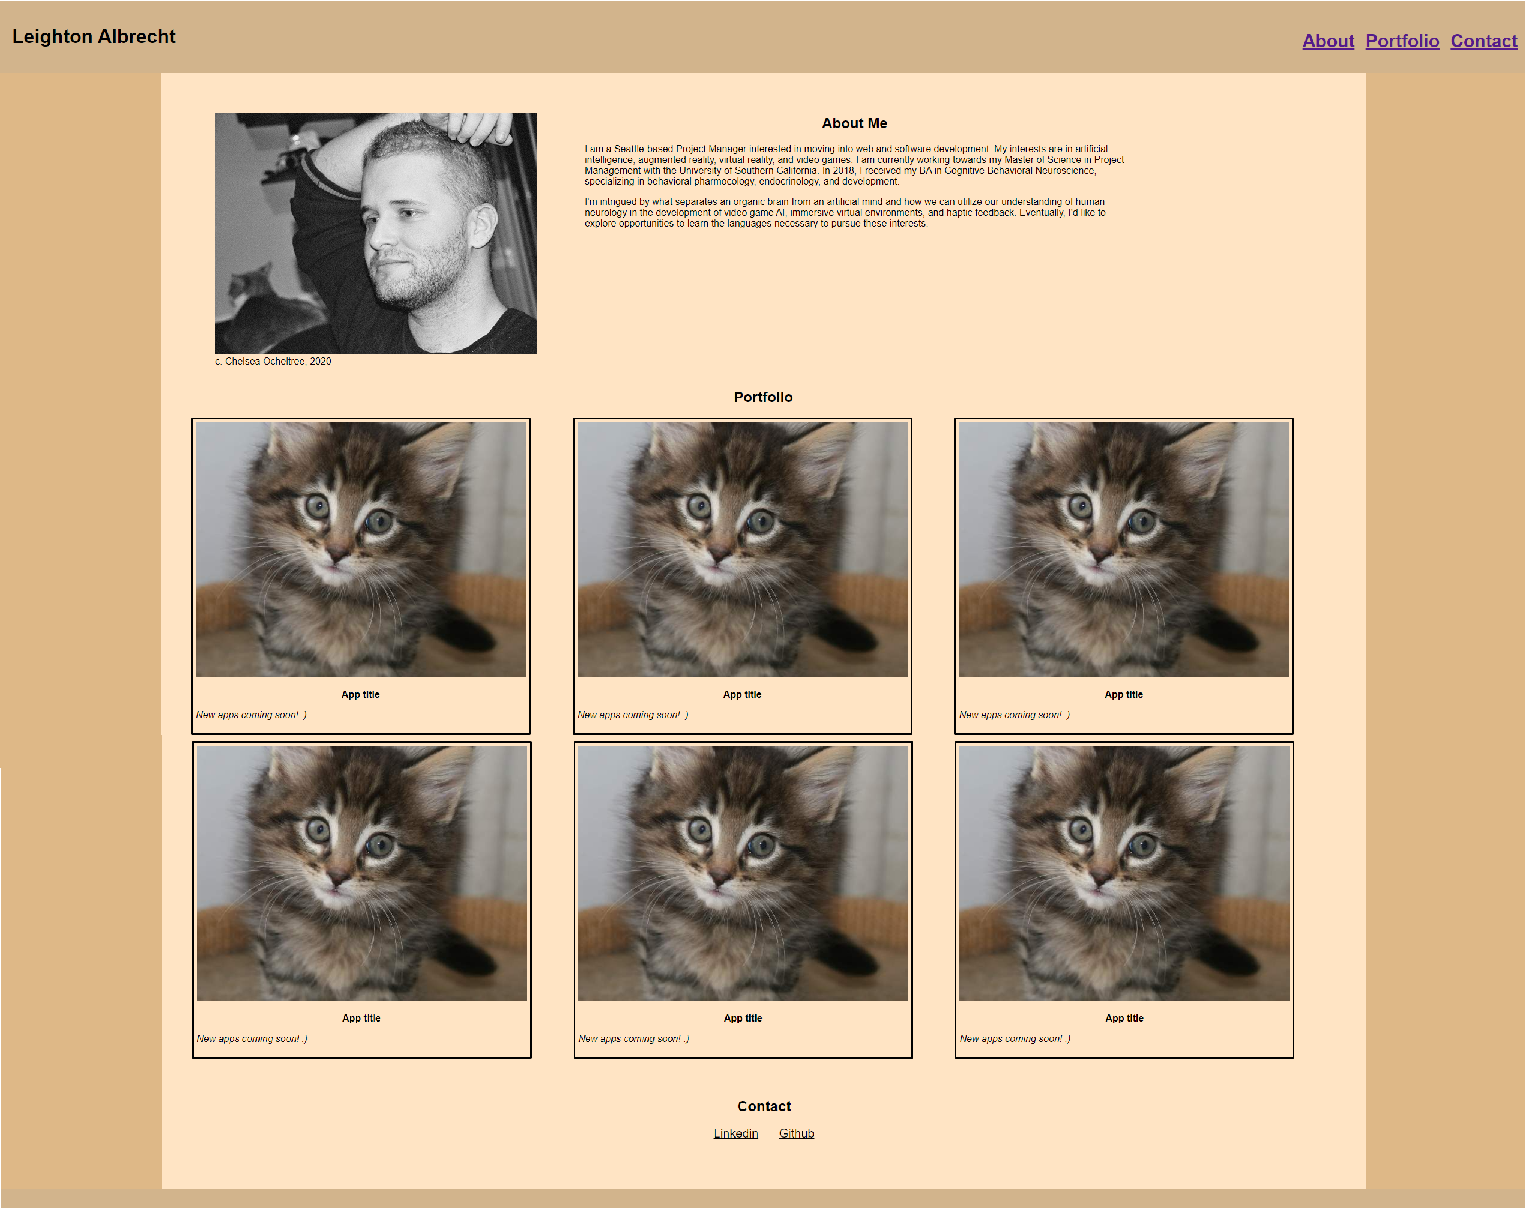 Leighton Albrecht
About Portfolio Contact
About Me
I am a Seattle based Project Manager interested in moving into web and software development. My interests are in artificial
intelligence, augmented reality, virtual reality, and video games. I am currently working towards my Master of Science in Project
Management with the University of Southern California. In 2018, I received my BA in Cognitive Behavioral Neuroscience,
specializing in behavioral pharmocology, endocrinology, and development.
I'm intrigued by what separates an organic brain from an artificial mind and how we can utilize our understanding of human
neurology in the development of video game AI, immersive virtual environments, and haptic feedback. Eventually, I'd like to
explore opportunities to learn the languages necessary to pursue these interests.
c. Chelsea Ocheltree, 2020
Portfolio
App title App title App title
New apps coming soon! :) New apps coming soon! :) New apps coming soon! :)
App title App title App title
New apps coming soon! :) New apps coming soon! :) New apps coming soon! :)
Contact
Linkedin Github